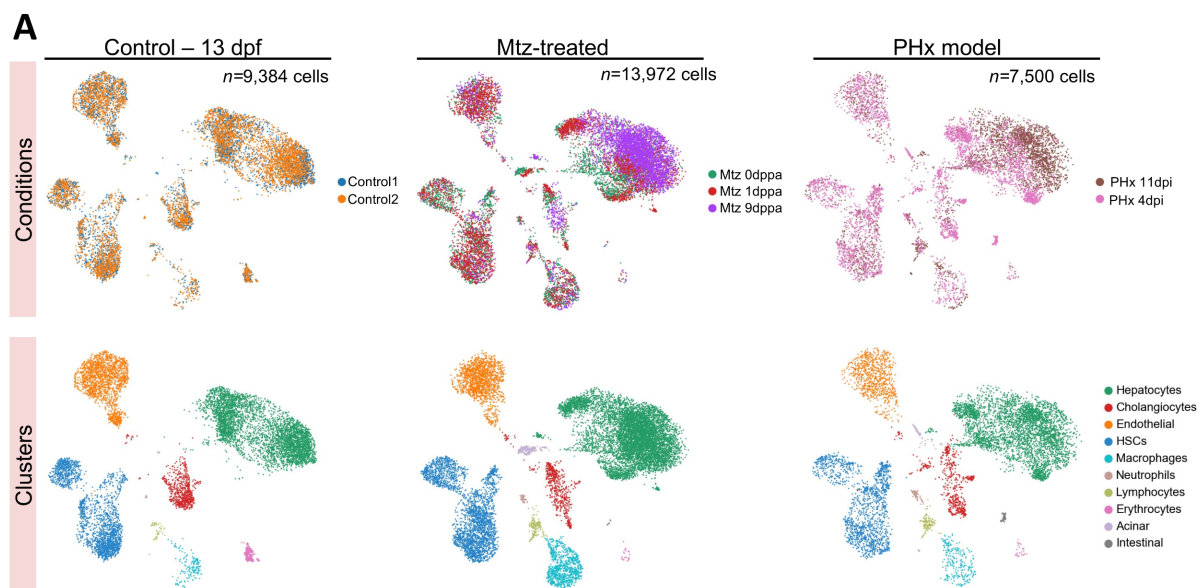 A
Control – 13 dpf
Mtz-treated
PHx model
n=9,384 cells
n=13,972 cells
n=7,500 cells
Conditions
Control1
Control2
Mtz 0dppa
Mtz 1dppa
Mtz 9dppa
PHx 11dpi
PHx 4dpi
Clusters
Hepatocytes
Cholangiocytes
Endothelial
HSCs
Macrophages
Neutrophils
Lymphocytes
Erythrocytes
Acinar
Intestinal